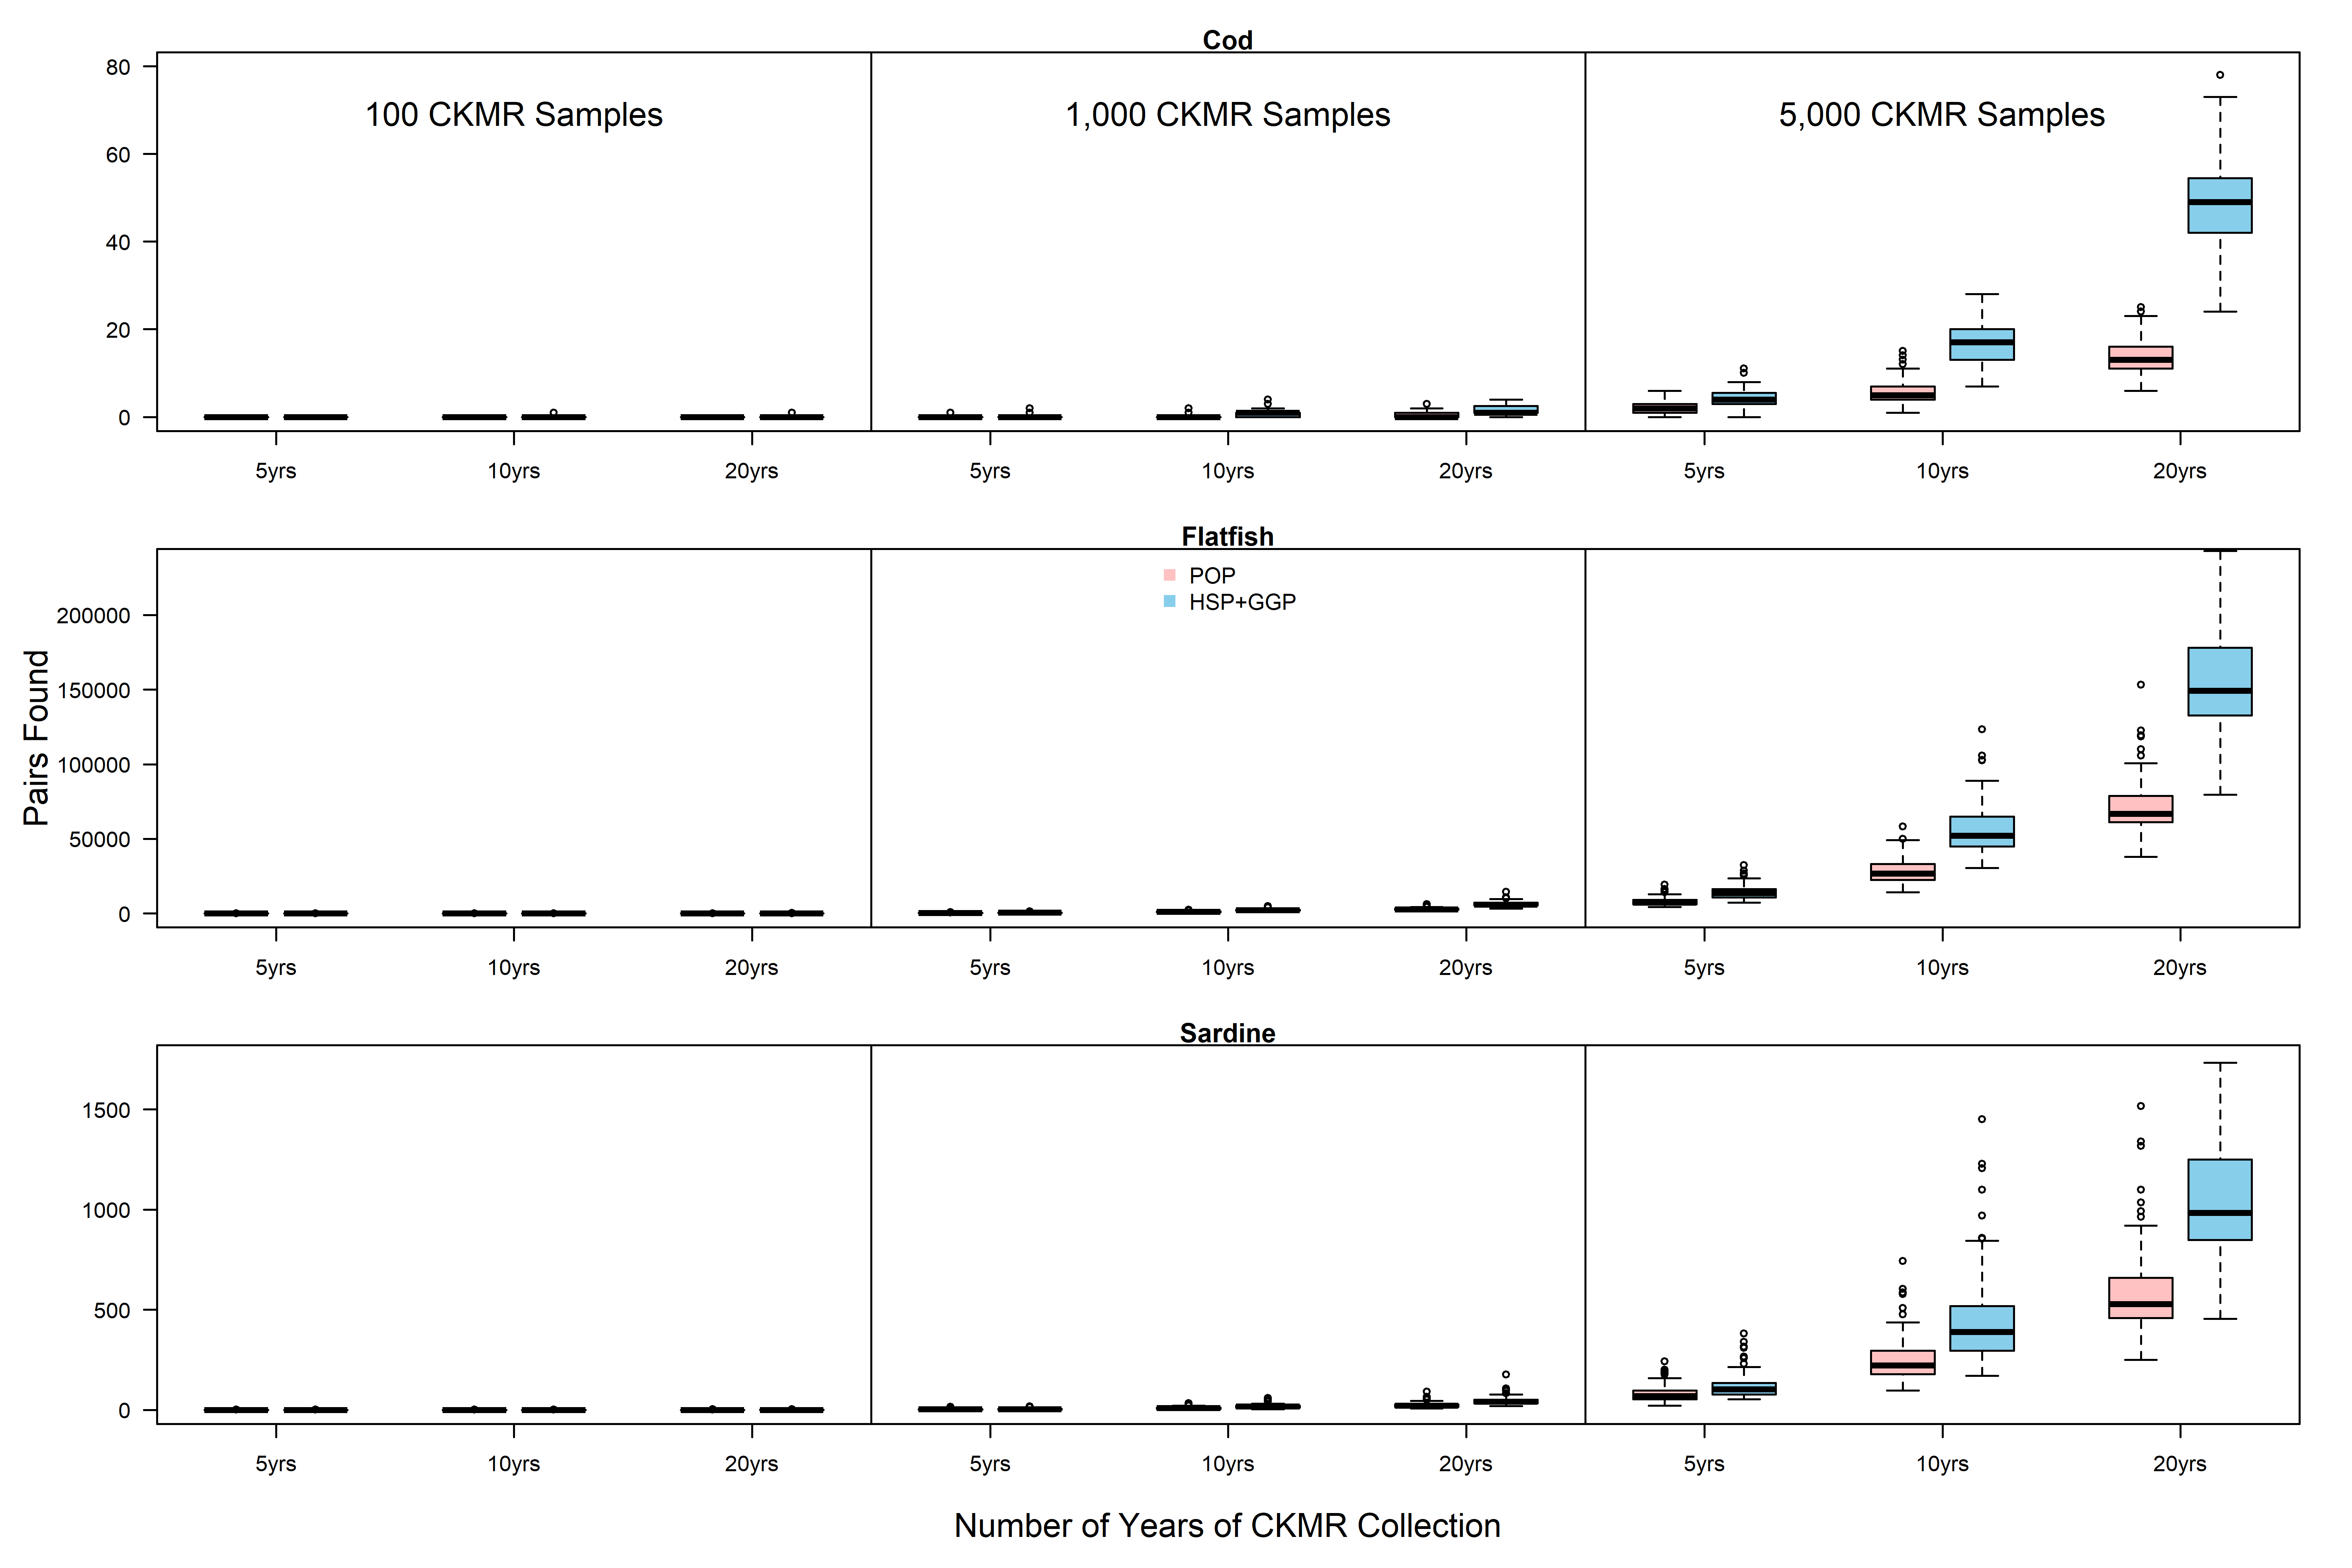 Cod
80
60
40
20
0
100 CKMR Samples
1,000 CKMR Samples
5,000 CKMR Samples
5yrs 10yrs 20yrs 5yrs 10yrs 20yrs 5yrs 10yrs 20yrs
Flatfish
POP
HSP+GGP
Pairs Found
200000
150000
100000
50000
0
5yrs 10yrs 20yrs 5yrs 10yrs 20yrs 5yrs 10yrs 20yrs
Sardine
1500
1000
500
0
5yrs 10yrs 20yrs 5yrs 10yrs 20yrs 5yrs 10yrs 20yrs
Number of Years of CKMR Collection